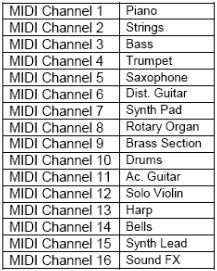 MIDI Channel 1 Piano
MIDI Channel 2 Strings
MIDI Channel 3 Bass
MIDI Channel 4 Trumpet
MIDI Channel 5 Saxophone
MIDI Channel 6 Dist. Guitar
MIDI Channel 7 Synth Pad
MIDI Channel 8 Rotary Organ
MIDI Channel 9 Brass Section
MIDI Channel 10 Drums
MIDI Channel 11 Ac. Guitar
MIDI Channel 12 Solo Violin
MIDI Channel 13 Harp
MIDI Channel 14 Bells
MIDI Channel 15 Synth Lead
MIDI Channel 16 Sound FX